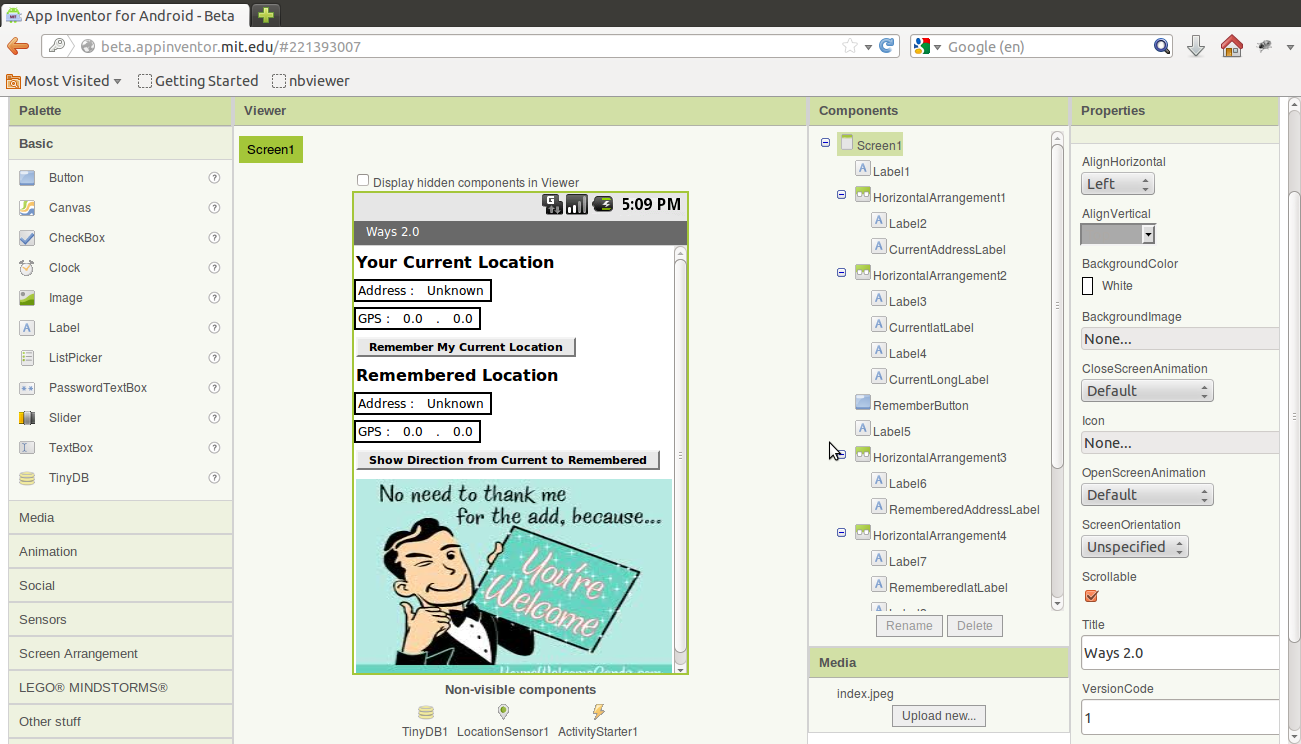 App Inventor for Android - Beta
beta.appinventor.mit.edu/#221393007
Google (en)
Most Visited
Getting Started
nbviewer
Palette
Basic
Button ?
Canvas ?
CheckBox ?
Clock ?
Image ?
A Label ?
ListPicker ?
PasswordTextBox ?
Slider ?
TextBox ?
TinyDB ?
Media
Animation
Social
Sensors
Screen Arrangement
LEGO® MINDSTORMS®
Other stuff
Viewer
Screen1
Display hidden components in Viewer
G 5:09 PM
Ways 2.0
Your Current Location
Address : Unknown
GPS : 0.0 . 0.0
Remember My Current Location
Remembered Location
Address : Unknown
GPS : 0.0 . 0.0
Show Direction from Current to Remembered
No need to thank me
for the add, because...
You're
Welcome
Non-visible components
TinyDB1 LocationSensor1 ActivityStarter1
Components
Screen1
A Label1
HorizontalArrangement1
A Label2
A CurrentAddressLabel
HorizontalArrangement2
A Label3
A CurrentlatLabel
A Label4
A CurrentLongLabel
RememberButton
A Label5
HorizontalArrangement3
A Label6
A RememberedAddressLabel
HorizontalArrangement4
A Label7
A RememberedlatLabel
Rename Delete
Media
index.jpeg
Upload new...
Properties
AlignHorizontal
Left
AlignVertical
BackgroundColor
White
BackgroundImage
None...
CloseScreenAnimation
Default
Icon
None...
OpenScreenAnimation
Default
ScreenOrientation
Unspecified
Scrollable
Title
Ways 2.0
VersionCode
1